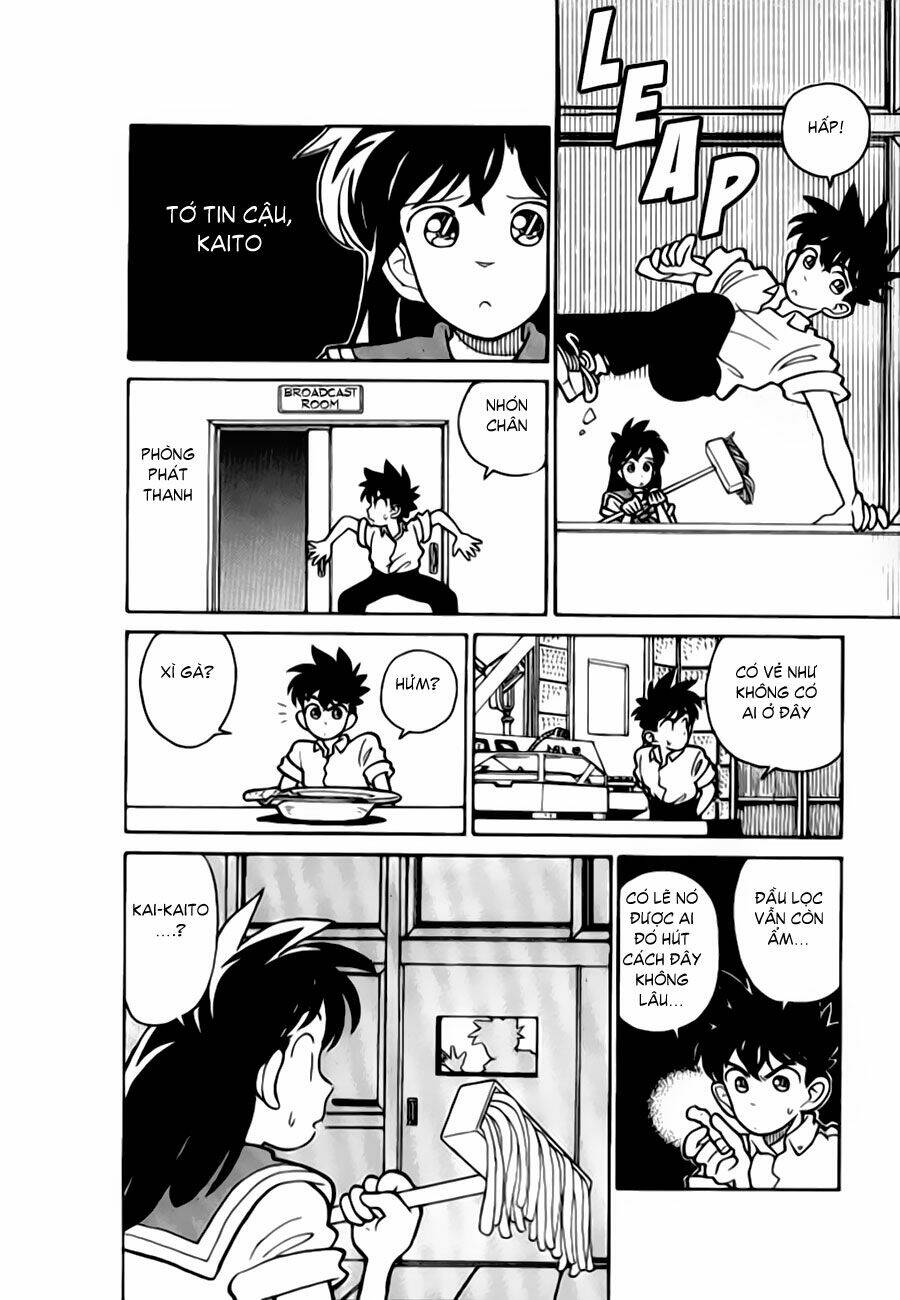 LEAP
HẤP!
TỚ TIN CẬU,
KAITO
BROADCAST
ROOM
NHÓN
CHÂN
PHÒNG
PHÁT
THANH
CÓ VẺ NHƯ
KHÔNG CÓ
AI Ở ĐÂY
HỪM?
XÌ GÀ?
ĐẦU LỌC
VẪN CÒN
ẤM...
CÓ LẼ NÓ
ĐƯỢC AI
ĐÓ HÚT
CÁCH ĐÂY
KHÔNG
LÂU...
KAI-KAITO
....?